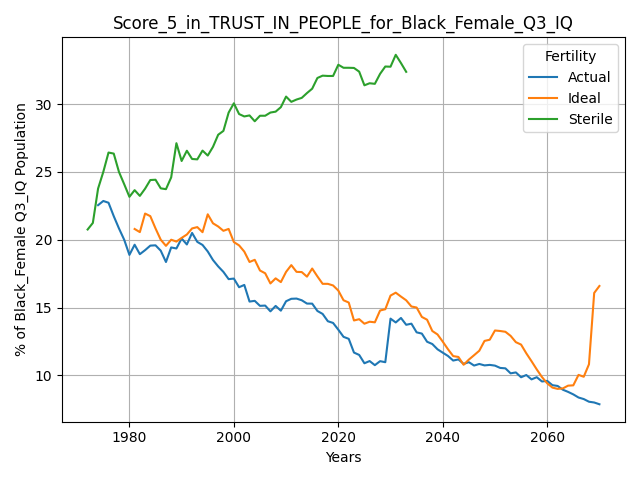 Score_5_in_TRUST_IN_PEOPLE_for_Black_Female_Q3_IQ
Fertility
Actual
Ideal
Sterile
% of Black_Female Q3_IQ Population
30
25
20
15
10
1980
2000
2020
2040
2060
Years